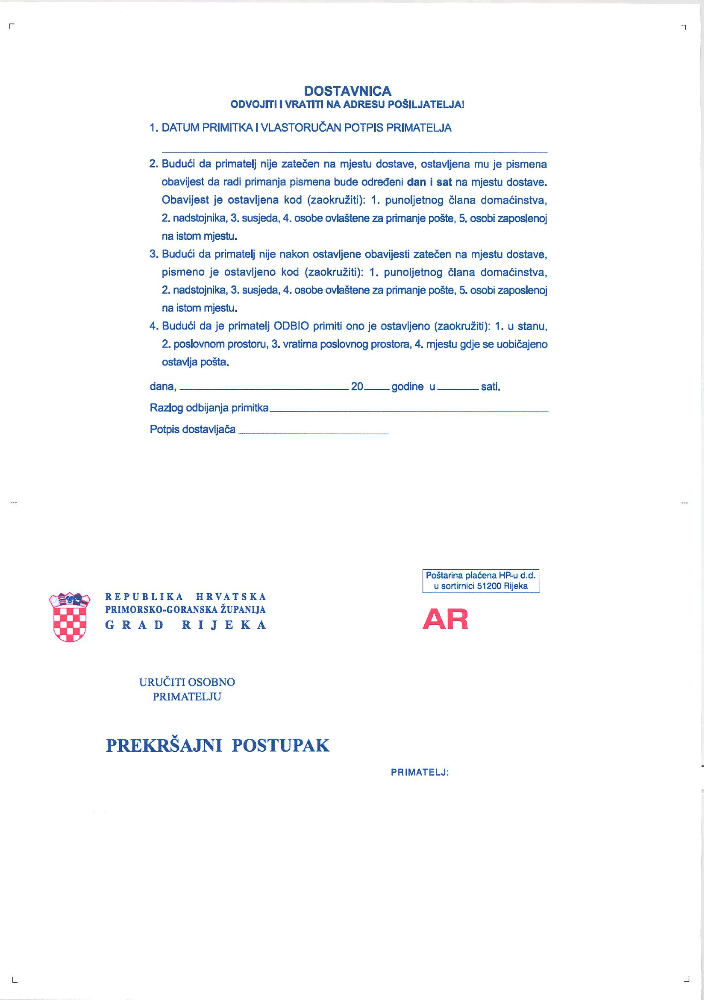 DOSTAVNICA
ODVOJITI I VRATITI NA ADRESU POŠILJATELJA!
1. DATUM PRIMITKA I VLASTORUČAN POTPIS PRIMATELJA
2. Budući da primatelj nije zatečen na mjestu dostave, ostavljena mu je pismena
obavijest da radi primanja pismena bude određeni dan i sat na mjestu dostave.
Obavijest je ostavljena kod (zaokružiti): 1. punoljetnog člana domaćinstva,
2. nadstojnika, 3. susjeda, 4. osobe ovlaštene za primanje pošte, 5. osobi zaposlenoj
na istom mjestu.
3. Budući da primatelj nije nakon ostavljene obavijesti zatečen na mjestu dostave,
pismeno je ostavljeno kod (zaokružiti): 1. punoljetnog člana domaćinstva,
2. nadstojnika, 3. susjeda, 4. osobe ovlaštene za primanje pošte, 5. osobi zaposlenoj
na istom mjestu.
4. Budući da je primatelj ODBIO primiti ono je ostavljeno (zaokružiti): 1. u stanu,
2. poslovnom prostoru, 3. vratima poslovnog prostora, 4. mjestu gdje se uobičajeno
ostavlja pošta.
dana, ____ 20____ godine u ____ sati.
Razlog odbijanja primitka____
Potpis dostavljača ____
Poštarina plaćena HP-u d.d.
u sortirnici 51200 Rijeka
REPUBLIKA HRVATSKA
PRIMORSKO-GORANSKA ŽUPANIJA
GRAD RIJEKA
AR
URUČITI OSOBNO
PRIMATELJU
PREKRŠAJNI POSTUPAK
PRIMATELJ: